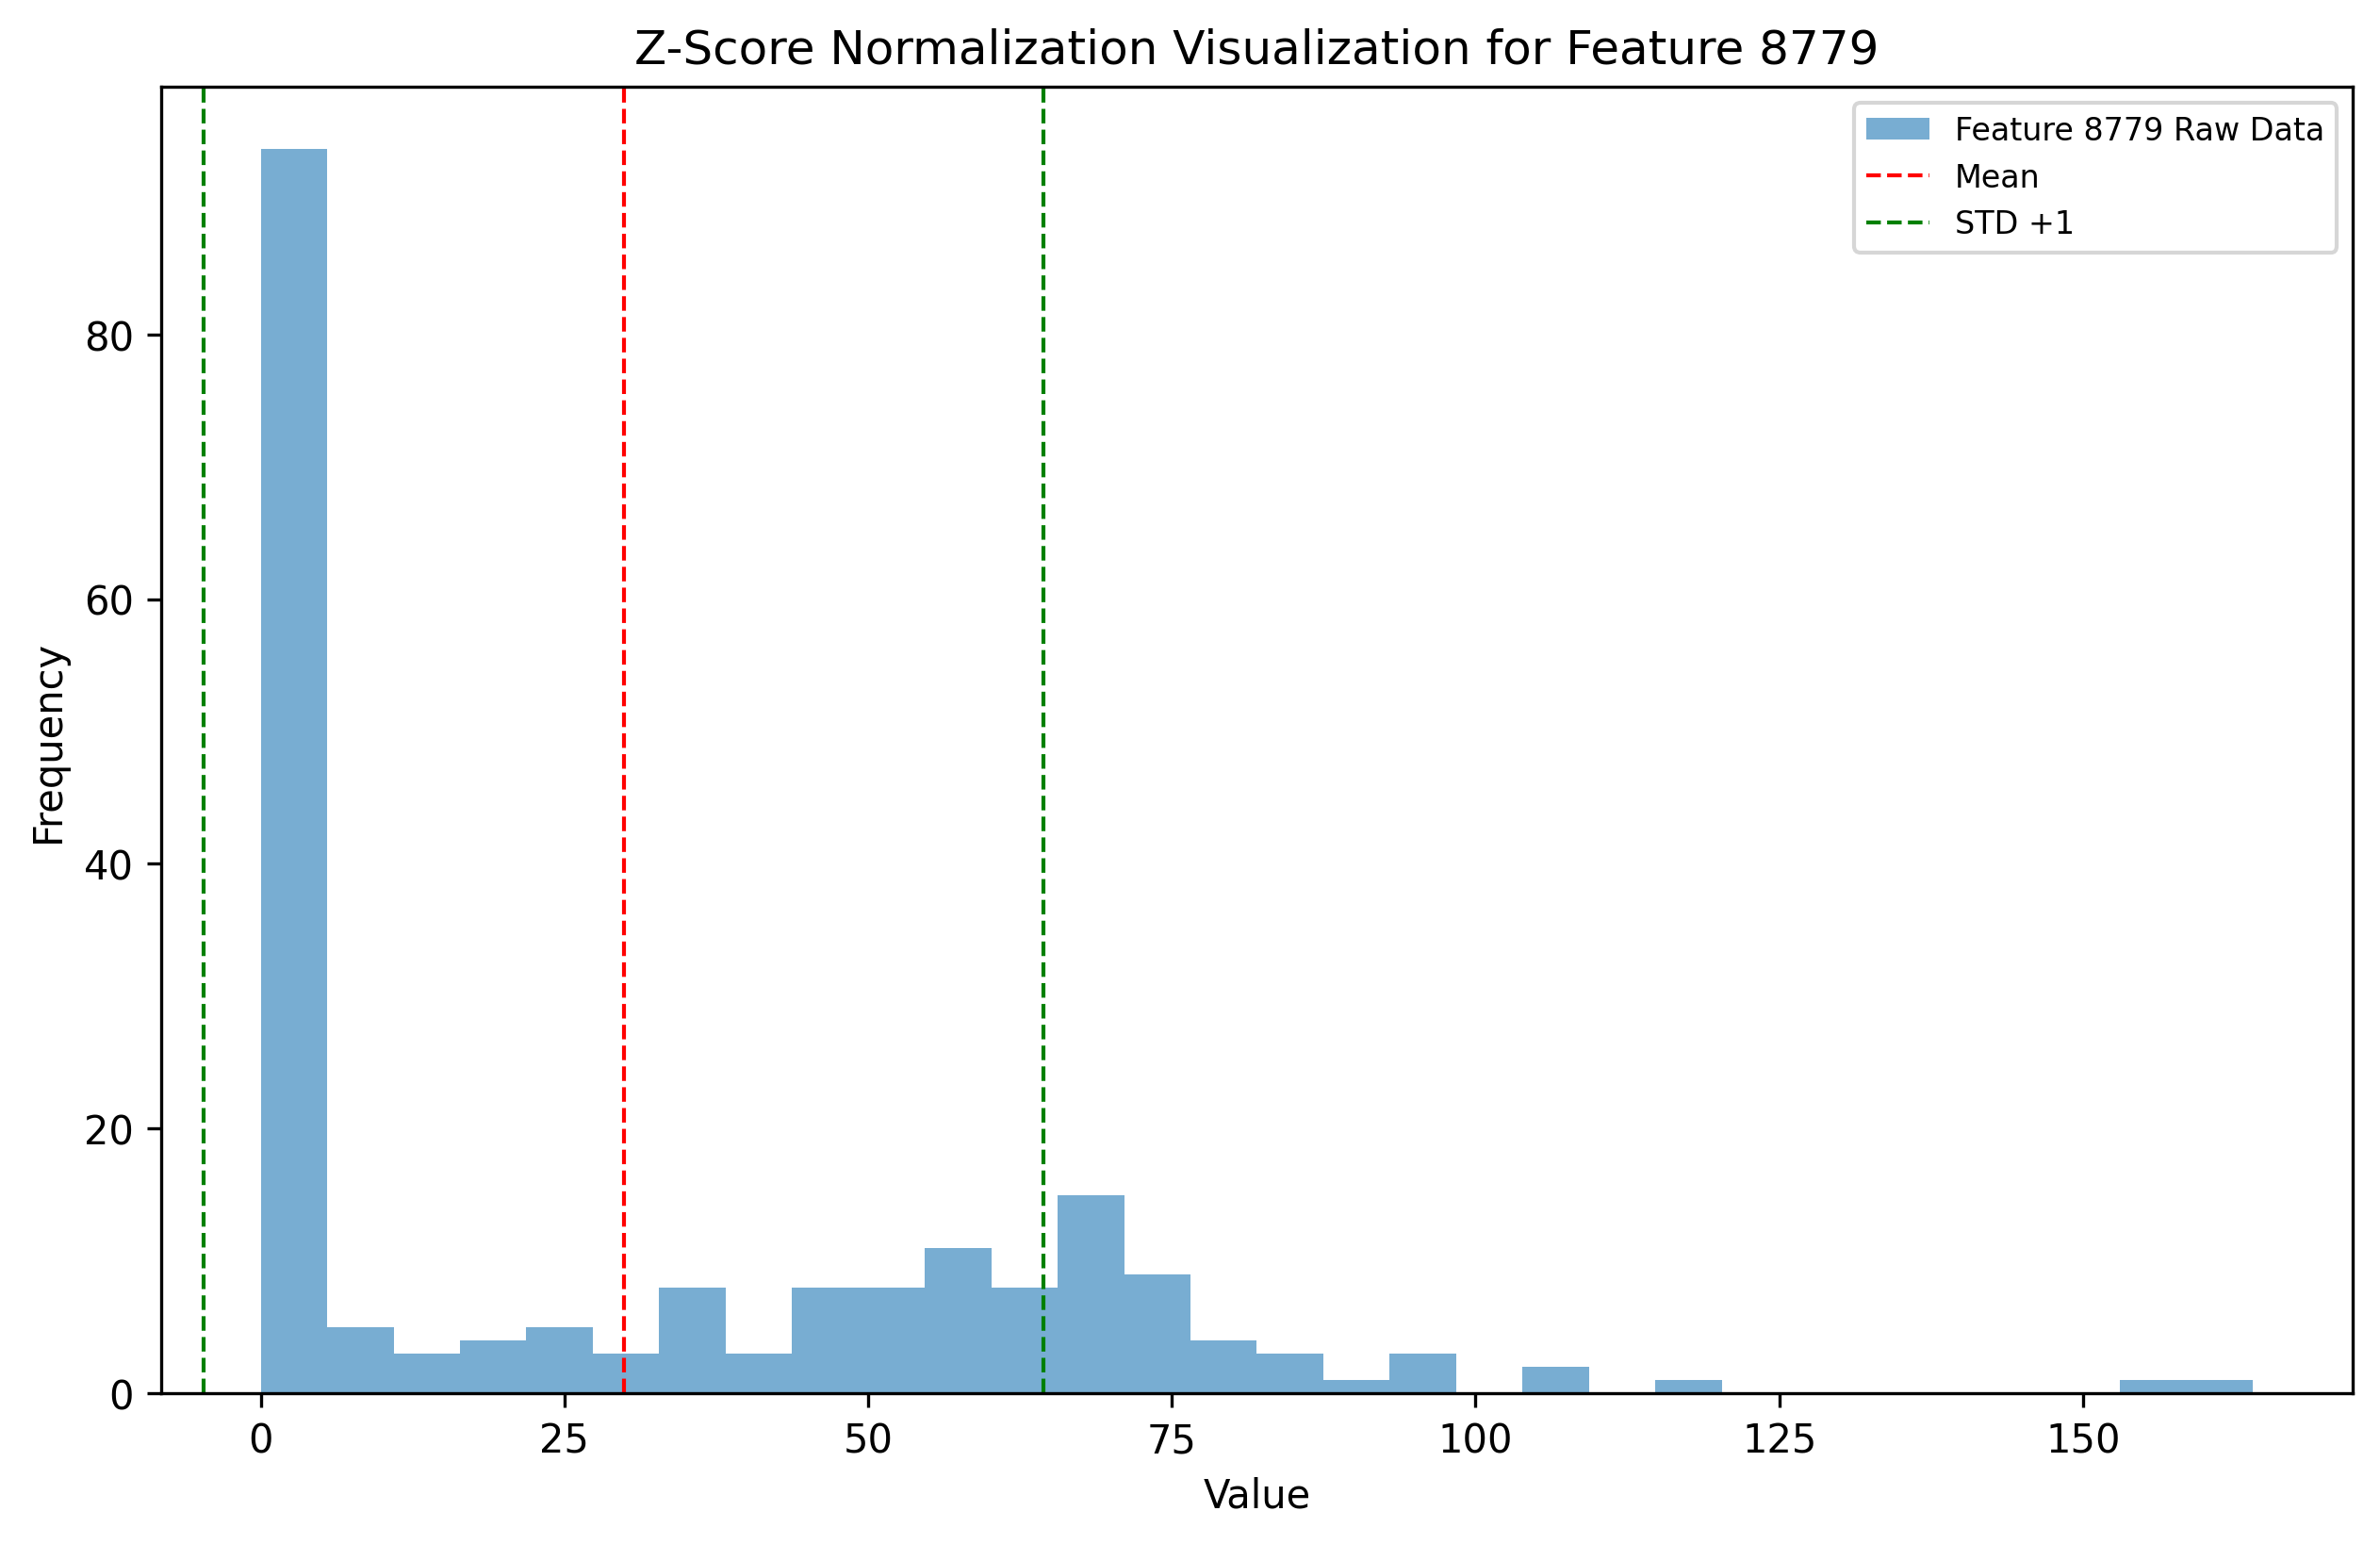 Z-Score Normalization Visualization for Feature 8779
Feature 8779 Raw Data
Mean
STD +1
80
60
40
20
0
Frequency
0 25 50 75 100 125 150
Value